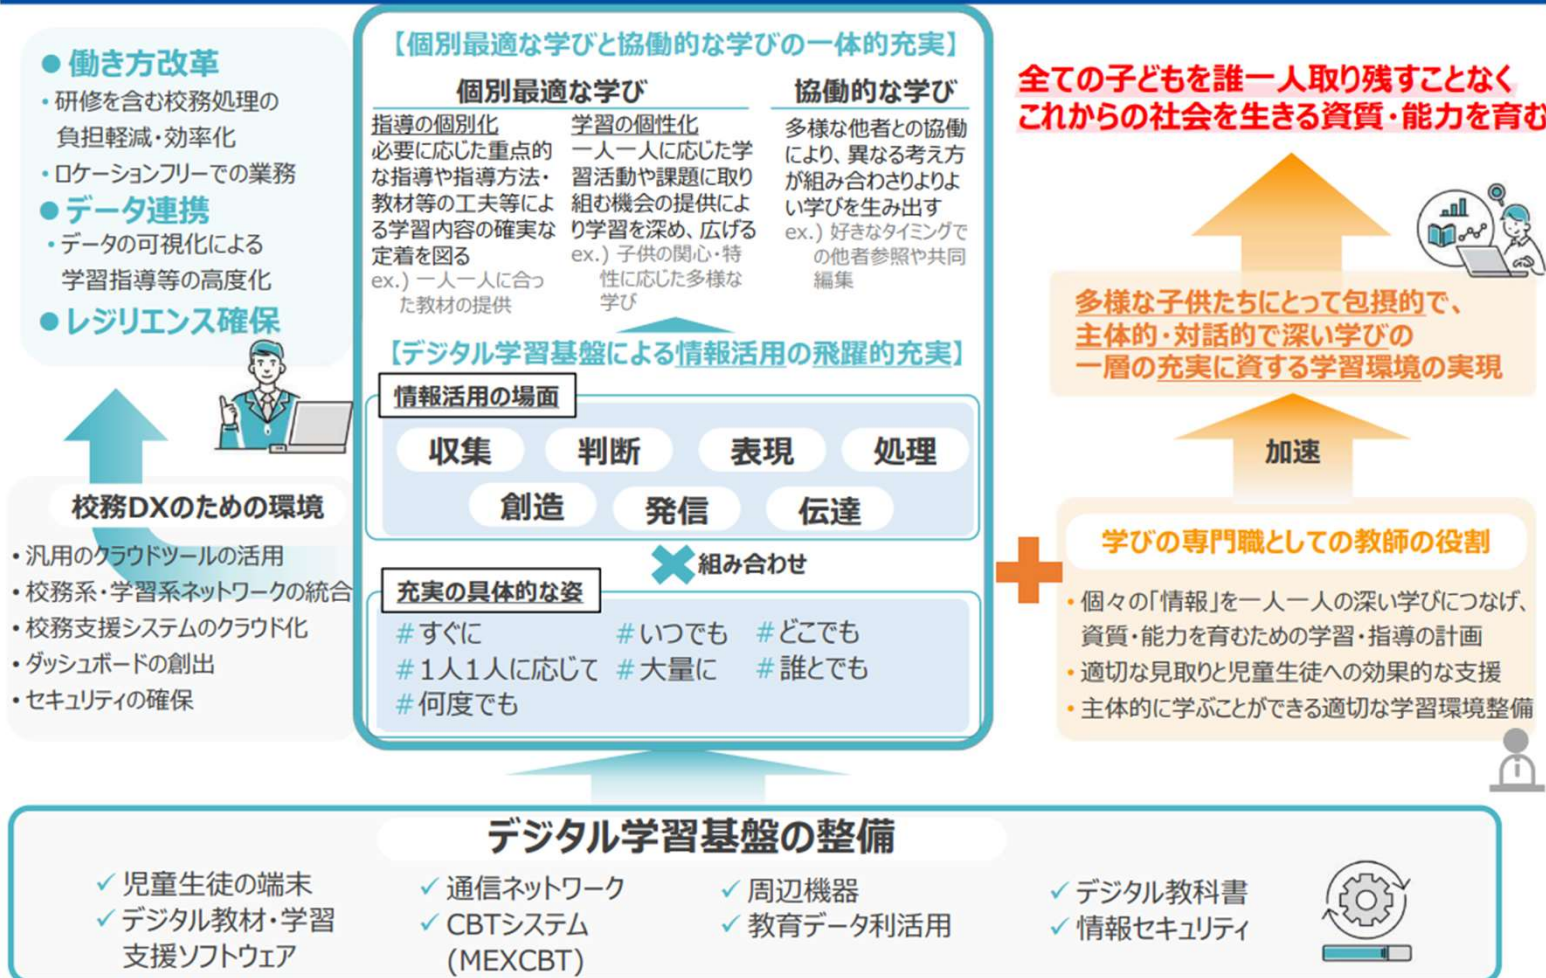 ● 働き方改革
・研修を含む校務処理の
負担軽減・効率化
・ロケーションフリーでの業務
● データ連携
・データの可視化による
学習指導等の高度化
● レジリエンス確保
校務DXのための環境
・汎用のクラウドツールの活用
・校務系・学習系ネットワークの統合
・校務支援システムのクラウド化
・ダッシュボードの創出
・セキュリティの確保
【個別最適な学びと協働的な学びの一体的充実】
個別最適な学び
指導の個別化
必要に応じた重点的
な指導や指導方法・
教材等の工夫等によ
る学習内容の確実な
定着を図る
ex.) 一人一人に合っ
た教材の提供
学習の個性化
一人一人に応じた学
習活動や課題に取り
組む機会の提供によ
り学習を深め、広げる
ex.) 子供の関心・特
性に応じた多様な
学び
協働的な学び
多様な他者との協働
により、異なる考え方
が組み合わさりよりよ
い学びを生み出す
ex.) 好きなタイミングで
の他者参照や共同
編集
【デジタル学習基盤による情報活用の飛躍的充実】
情報活用の場面
収集 判断 表現 処理
創造 発信 伝達
組み合わせ
充実の具体的な姿
#すぐに #いつでも #どこでも
#1人1人に応じて #大量に #誰とでも
#何度でも
全ての子どもを誰一人取り残すことなく
これからの社会を生きる資質・能力を育む
多様な子供たちにとって包摂的で、
主体的・対話的で深い学びの
一層の充実に資する学習環境の実現
加速
学びの専門職としての教師の役割
・個々の「情報」を一人一人の深い学びにつなげ、
資質・能力を育むための学習・指導の計画
・適切な見取りと児童生徒への効果的な支援
・主体的に学ぶことができる適切な学習環境整備
デジタル学習基盤の整備
✓ 児童生徒の端末
✓ デジタル教材・学習
支援ソフトウェア
✓ 通信ネットワーク
✓ CBTシステム
(MEXCBT)
✓ 周辺機器
✓ 教育データ利活用
✓ デジタル教科書
✓ 情報セキュリティ